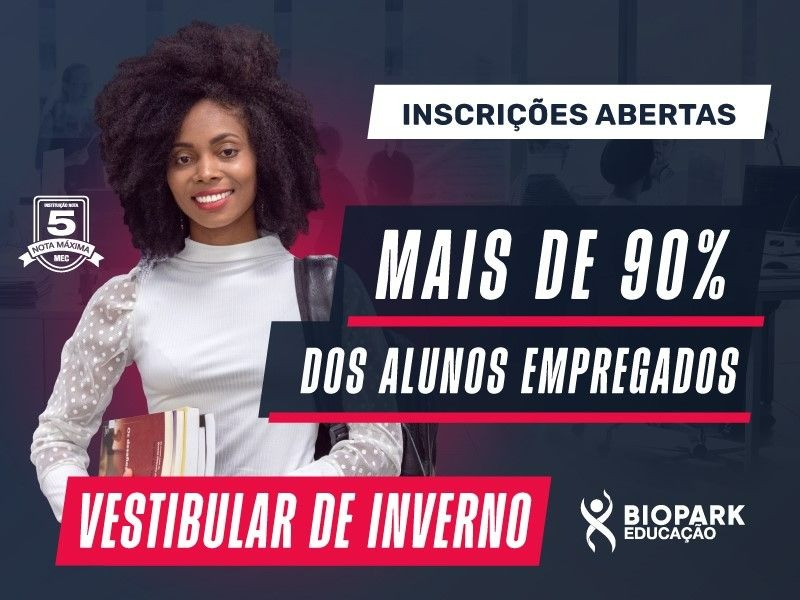 INSCRIÇÕES ABERTAS
INSTITUIÇÃO NOTA
5
NOTA MÁXIMA
MEC
MAIS DE 90%
DOS ALUNOS EMPREGADOS
VESTIBULAR DE INVERNO
BIOPARK
EDUCAÇÃO